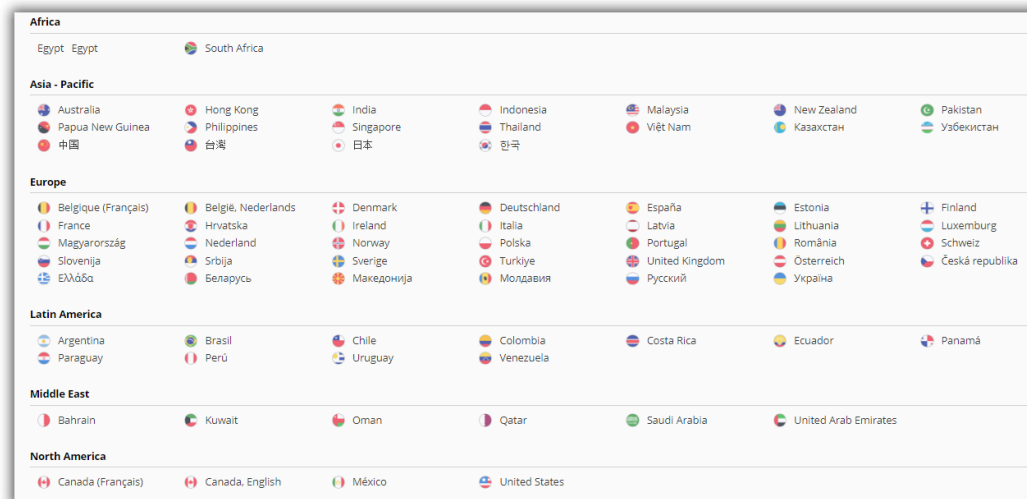 Africa
Egypt Egypt South Africa
Asia - Pacific
Australia Hong Kong India Indonesia Malaysia New Zealand Pakistan
Papua New Guinea Philippines Singapore Thailand Việt Nam Казахстан Узбекистан
中国 台灣 日本 한국
Europe
Belgique (Français) België, Nederlands Denmark Deutschland España Estonia Finland
France Hrvatska Ireland Italia Latvia Lithuania Luxemburg
Magyarország Nederland Norway Polska Portugal România Schweiz
Slovenija Srbija Sverige Turkiye United Kingdom Österreich Česká republika
Ελλάδα Беларусь Македонија Молдавия Русский Україна
Latin America
Argentina Brasil Chile Colombia Costa Rica Ecuador Panamá
Paraguay Perú Uruguay Venezuela
Middle East
Bahrain Kuwait Oman Qatar Saudi Arabia United Arab Emirates
North America
Canada (Français) Canada, English México United States